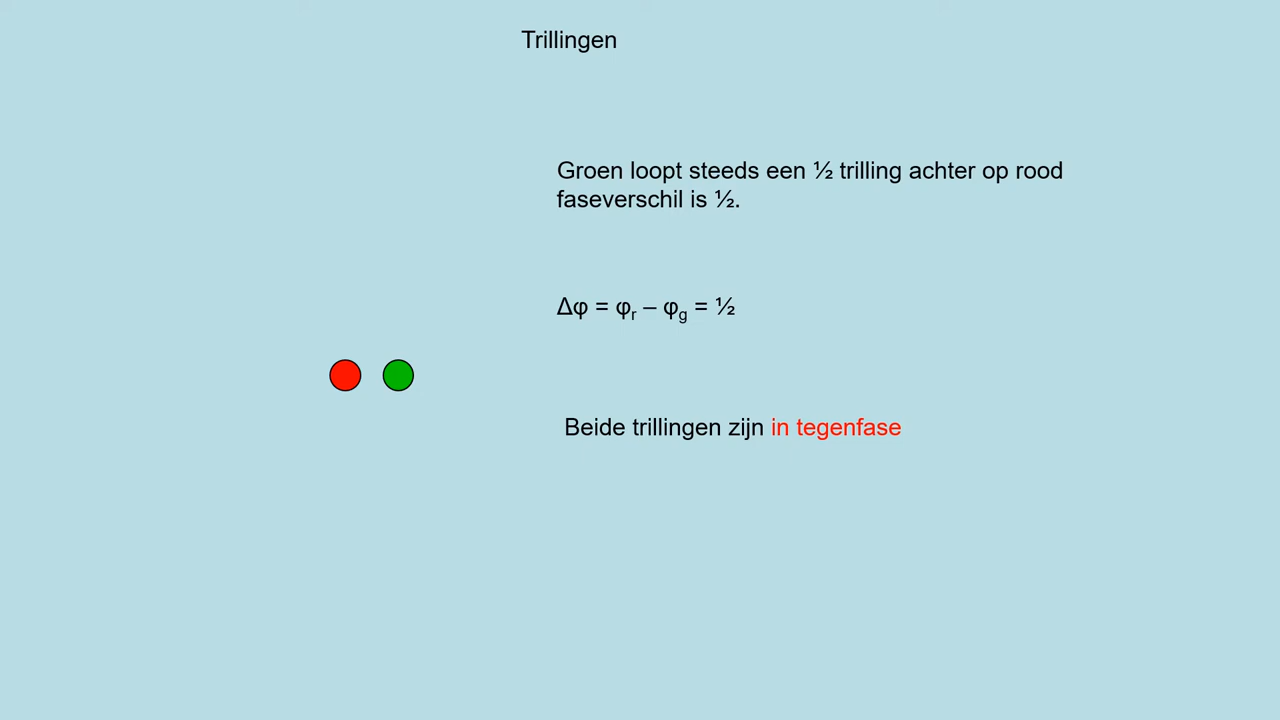 Trillingen
Groen loopt steeds een ½ trilling achter op rood
faseverschil is ½.
Δφ = φr – φg = ½
Beide trillingen zijn in tegenfase